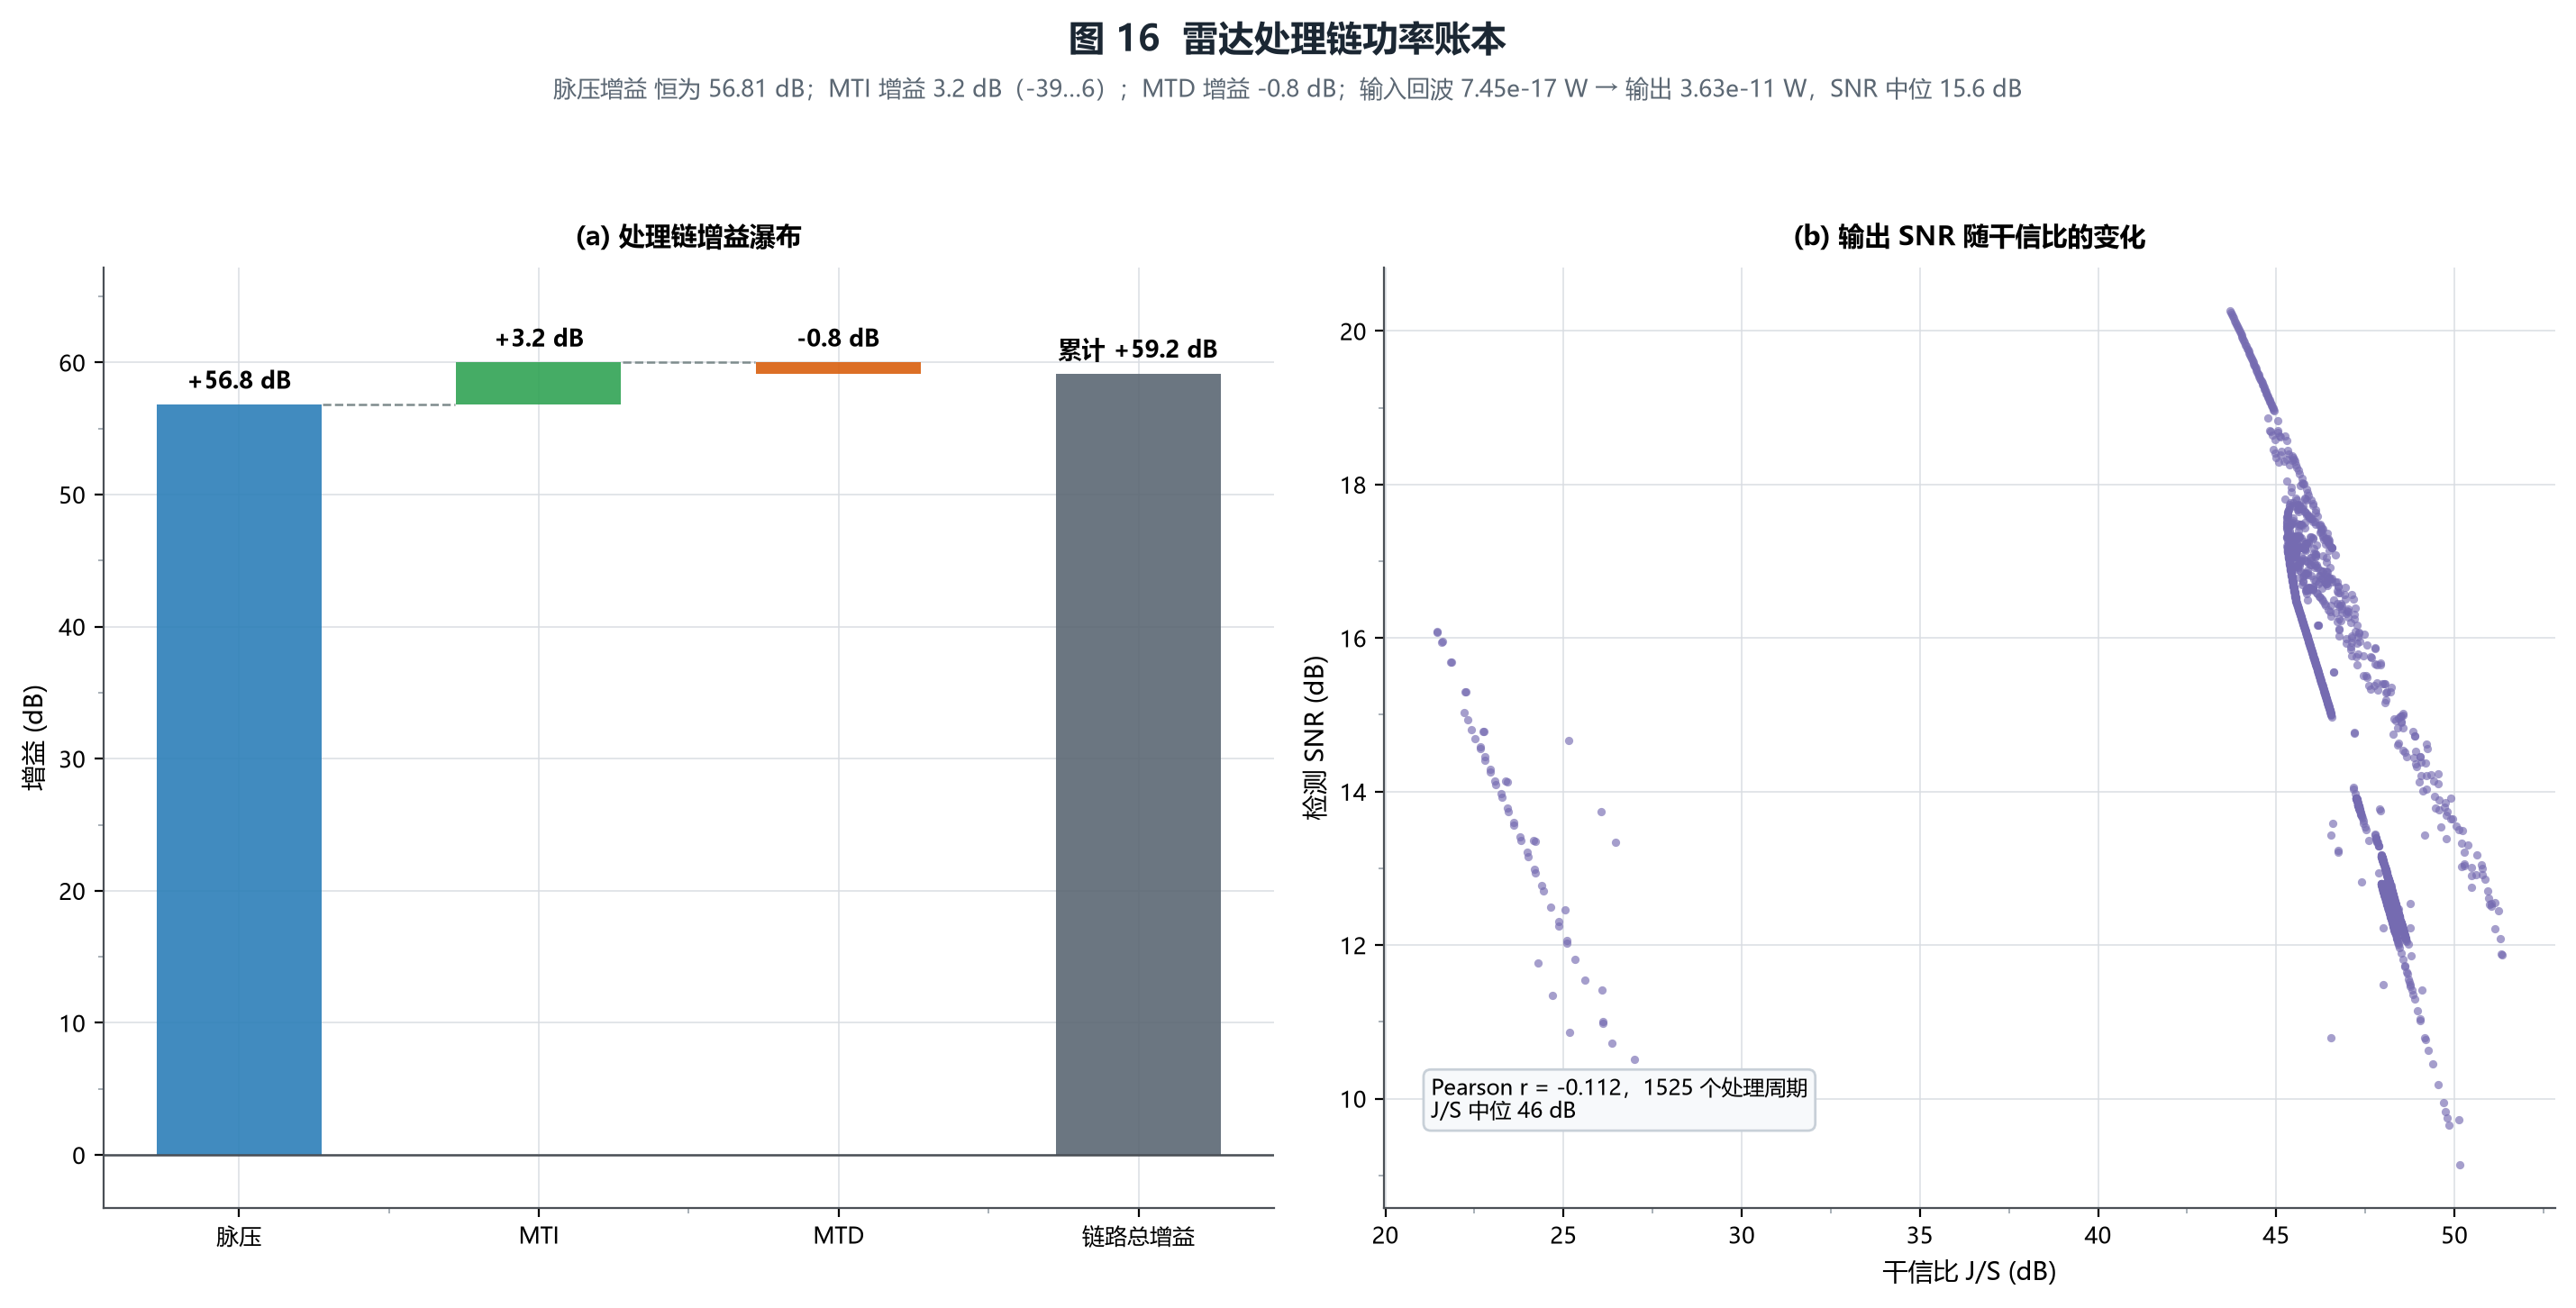 图 16 雷达处理链功率账本
脉压增益 恒为 56.81 dB；MTI 增益 3.2 dB（-39…6）；MTD 增益 -0.8 dB；输入回波 7.45e-17 W → 输出 3.63e-11 W，SNR 中位 15.6 dB
(a) 处理链增益瀑布
增益 (dB)
60
50
40
30
20
10
0
+56.8 dB
+3.2 dB
-0.8 dB
累计 +59.2 dB
脉压
MTI
MTD
链路总增益
(b) 输出 SNR 随干信比的变化
检测 SNR (dB)
20
18
16
14
12
10
Pearson r = -0.112，1525 个处理周期
J/S 中位 46 dB
20
25
30
35
40
45
50
干信比 J/S (dB)